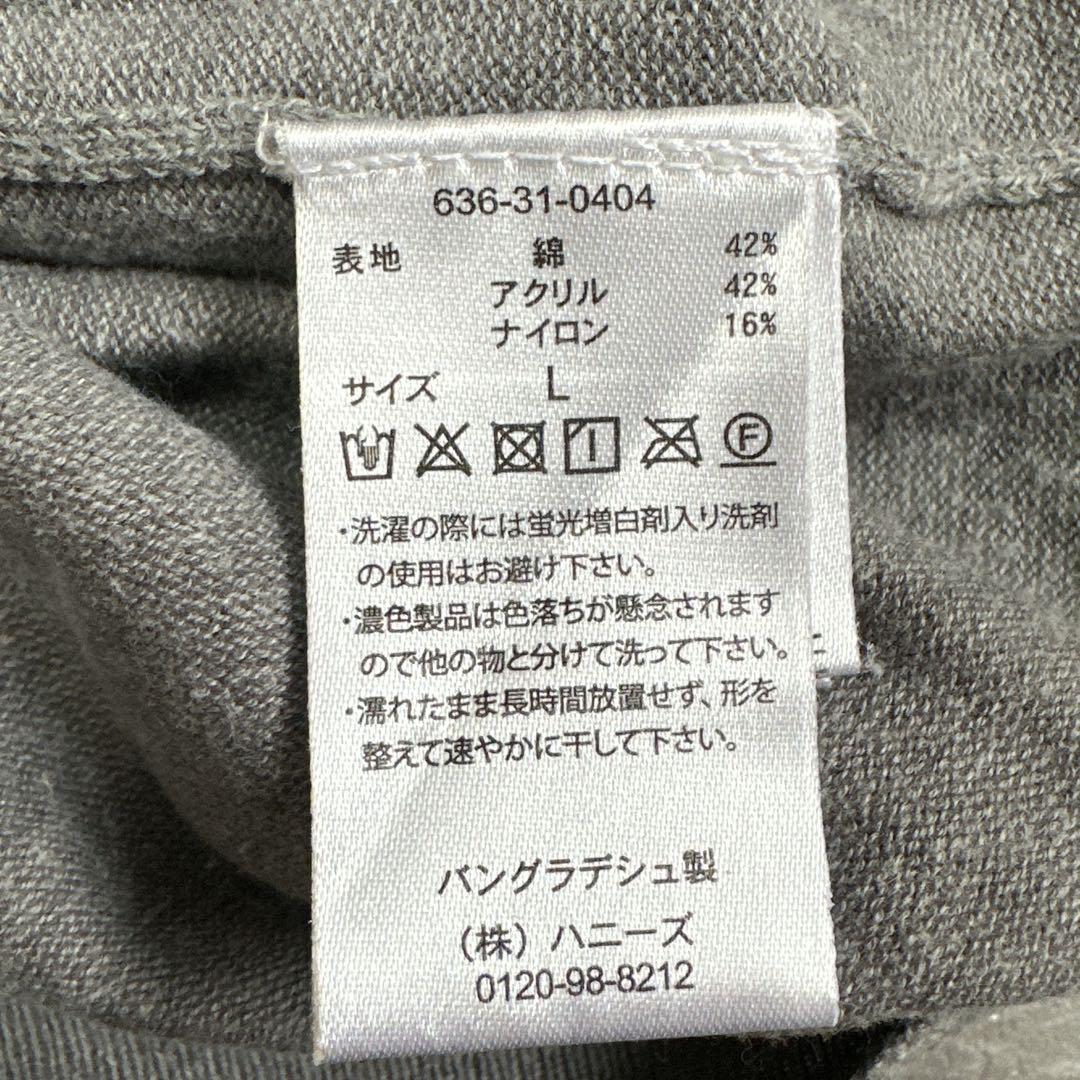 636-31-0404
表地 綿 42%
アクリル 42%
ナイロン 16%
サイズ L
F
・洗濯の際には蛍光増白剤入り洗剤
の使用はお避け下さい。
・濃色製品は色落ちが懸念されます
ので他の物と分けて洗って下さい。
・濡れたまま長時間放置せず、形を
整えて速やかに干して下さい。
バングラデシュ製
（株）ハニーズ
0120-98-8212